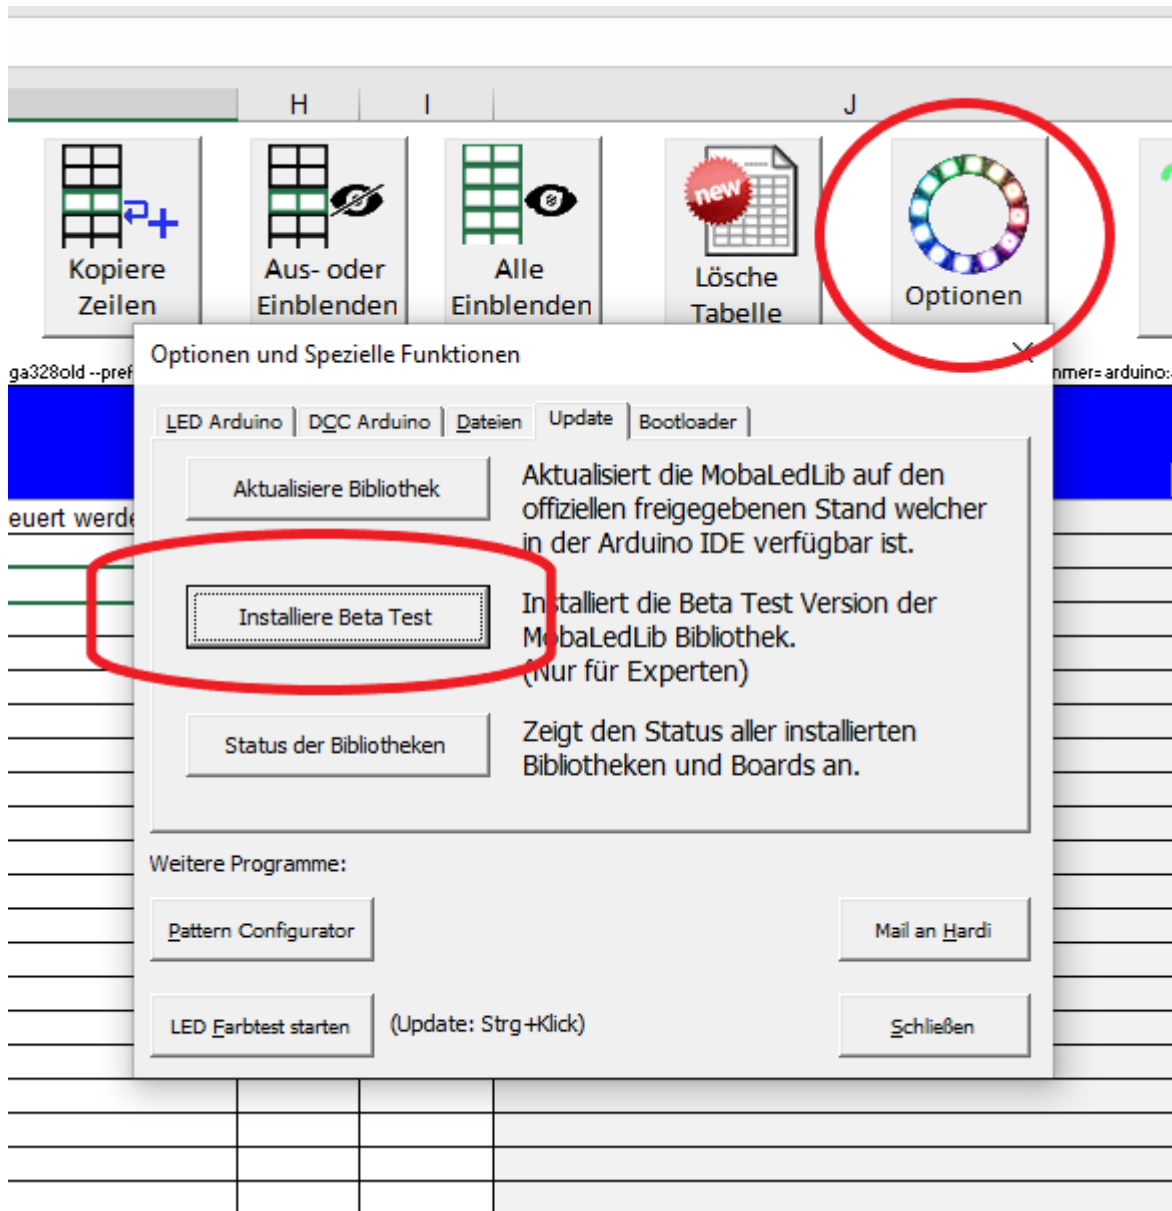 H I J
Kopiere
Zeilen
Aus- oder
Einblenden
Alle
Einblenden
new
Lösche
Tabelle
Optionen
ga328old --pref
nmer=arduino:
Optionen und Spezielle Funktionen
LED Arduino DCC Arduino Dateien Update Bootloader
euert werde
Aktualisiere Bibliothek
Aktualisiert die MobaLedLib auf den
offiziellen freigegebenen Stand welcher
in der Arduino IDE verfügbar ist.
Installiere Beta Test
Installiert die Beta Test Version der
MobaLedLib Bibliothek.
(Nur für Experten)
Status der Bibliotheken
Zeigt den Status aller installierten
Bibliotheken und Boards an.
Weitere Programme:
Pattern Configurator
Mail an Hardi
LED Farbtest starten
(Update: Strg+Klick)
Schließen